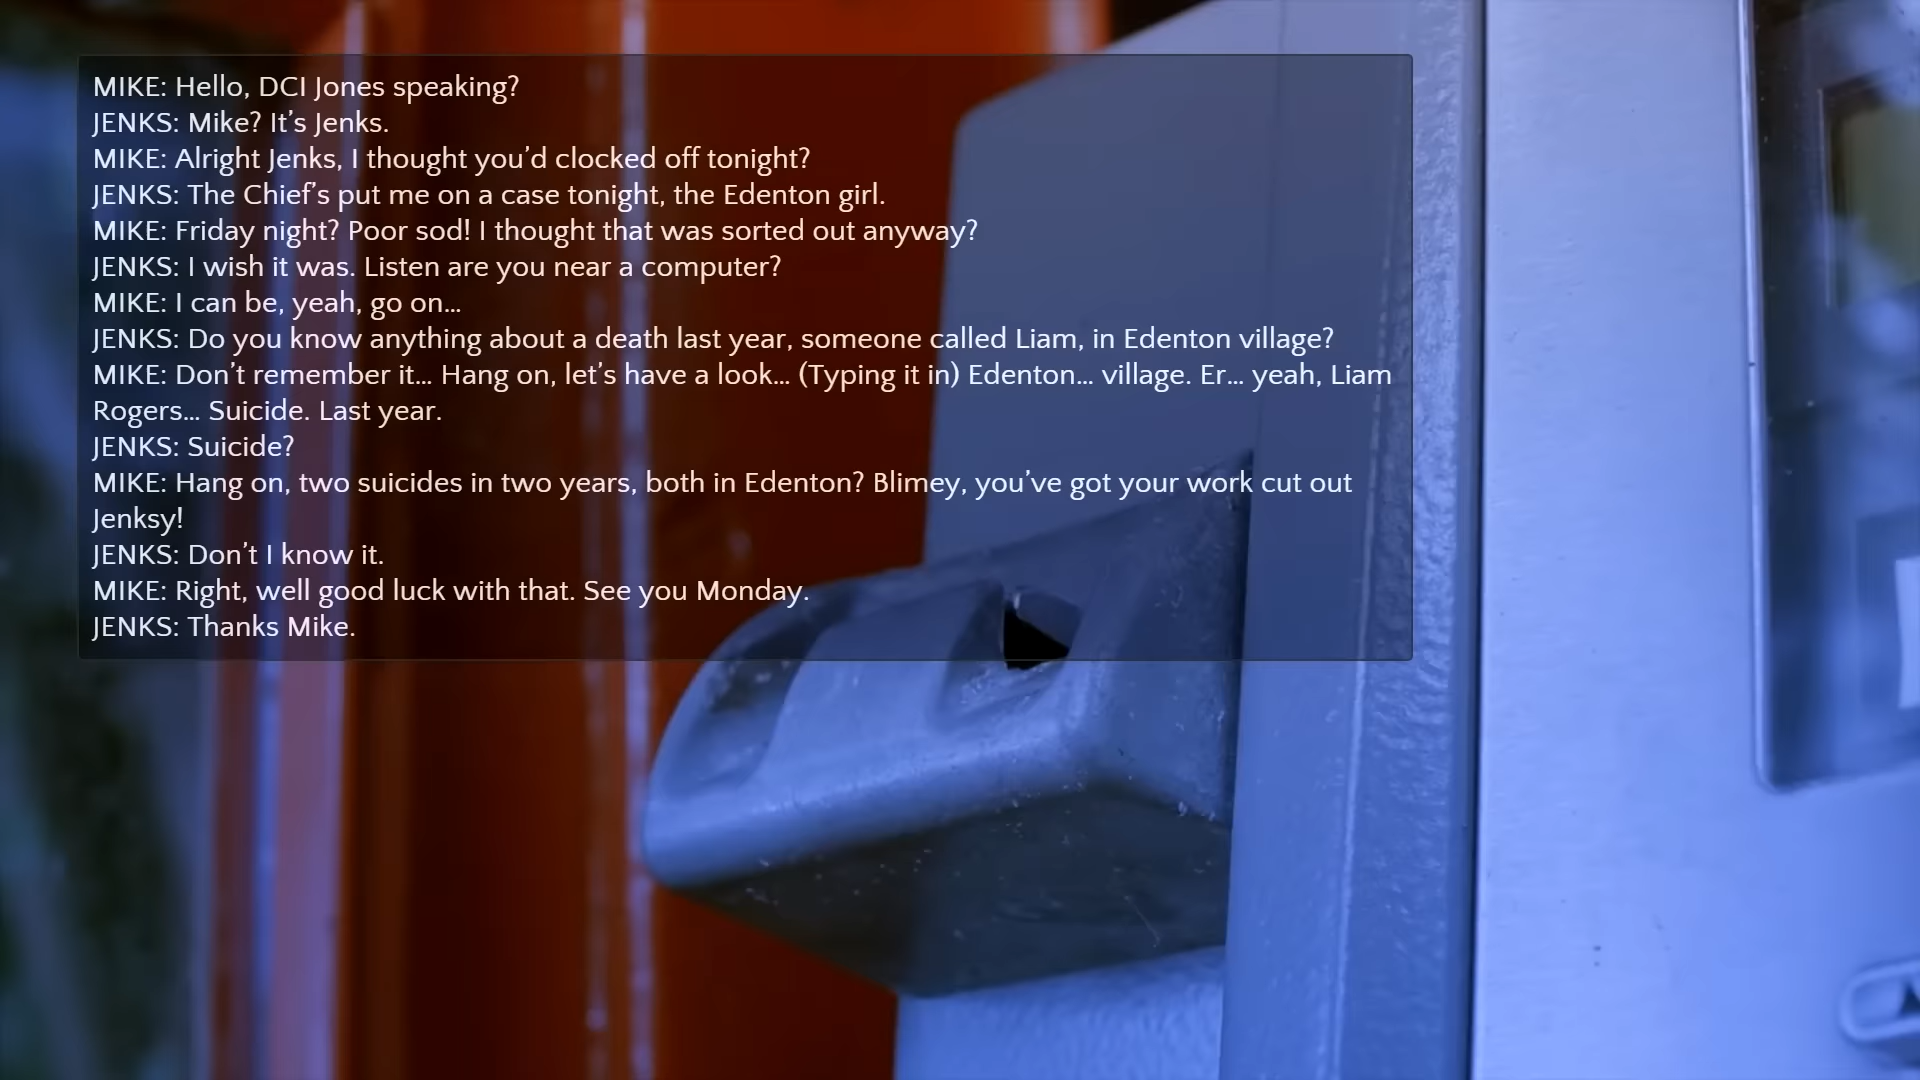 MIKE: Hello, DCI Jones speaking?
JENKS: Mike? It’s Jenks.
MIKE: Alright Jenks, I thought you’d clocked off tonight?
JENKS: The Chief’s put me on a case tonight, the Edenton girl.
MIKE: Friday night? Poor sod! I thought that was sorted out anyway?
JENKS: I wish it was. Listen are you near a computer?
MIKE: I can be, yeah, go on…
JENKS: Do you know anything about a death last year, someone called Liam, in Edenton village?
MIKE: Don’t remember it… Hang on, let’s have a look… (Typing it in) Edenton… village. Er… yeah, Liam
Rogers… Suicide. Last year.
JENKS: Suicide?
MIKE: Hang on, two suicides in two years, both in Edenton? Blimey, you’ve got your work cut out
Jenksy!
JENKS: Don’t I know it.
MIKE: Right, well good luck with that. See you Monday.
JENKS: Thanks Mike.